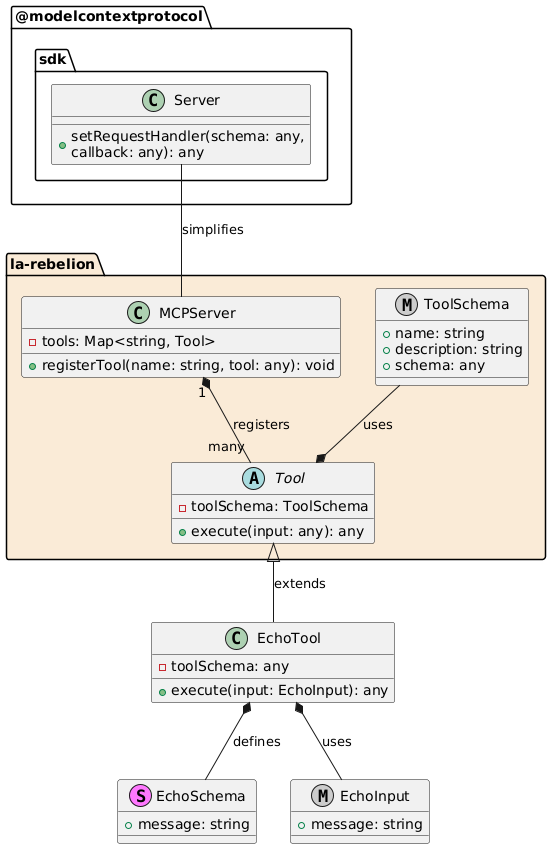 @modelcontextprotocol
sdk
C Server
setRequestHandler(schema: any,
callback: any): any
simplifies
la-rebelion
C MCPServer
tools: Map<string, Tool>
registerTool(name: string, tool: any): void
M ToolSchema
name: string
description: string
schema: any
1
registers
many
uses
A Tool
toolSchema: ToolSchema
execute(input: any): any
extends
C EchoTool
toolSchema: any
execute(input: EchoInput): any
defines
uses
S EchoSchema
message: string
M EchoInput
message: string